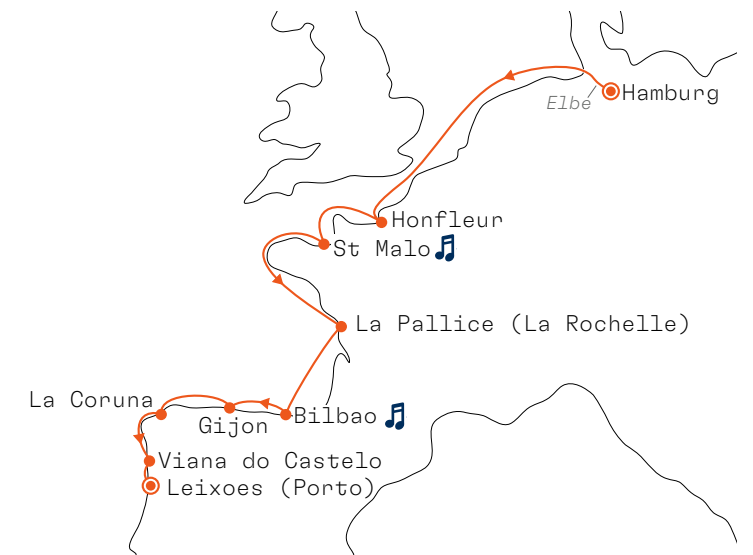 Hamburg
Elbe
Honfleur
St Malo
La Pallice (La Rochelle)
La Coruna
Gijon
Bilbao
Viana do Castelo
Leixoes (Porto)